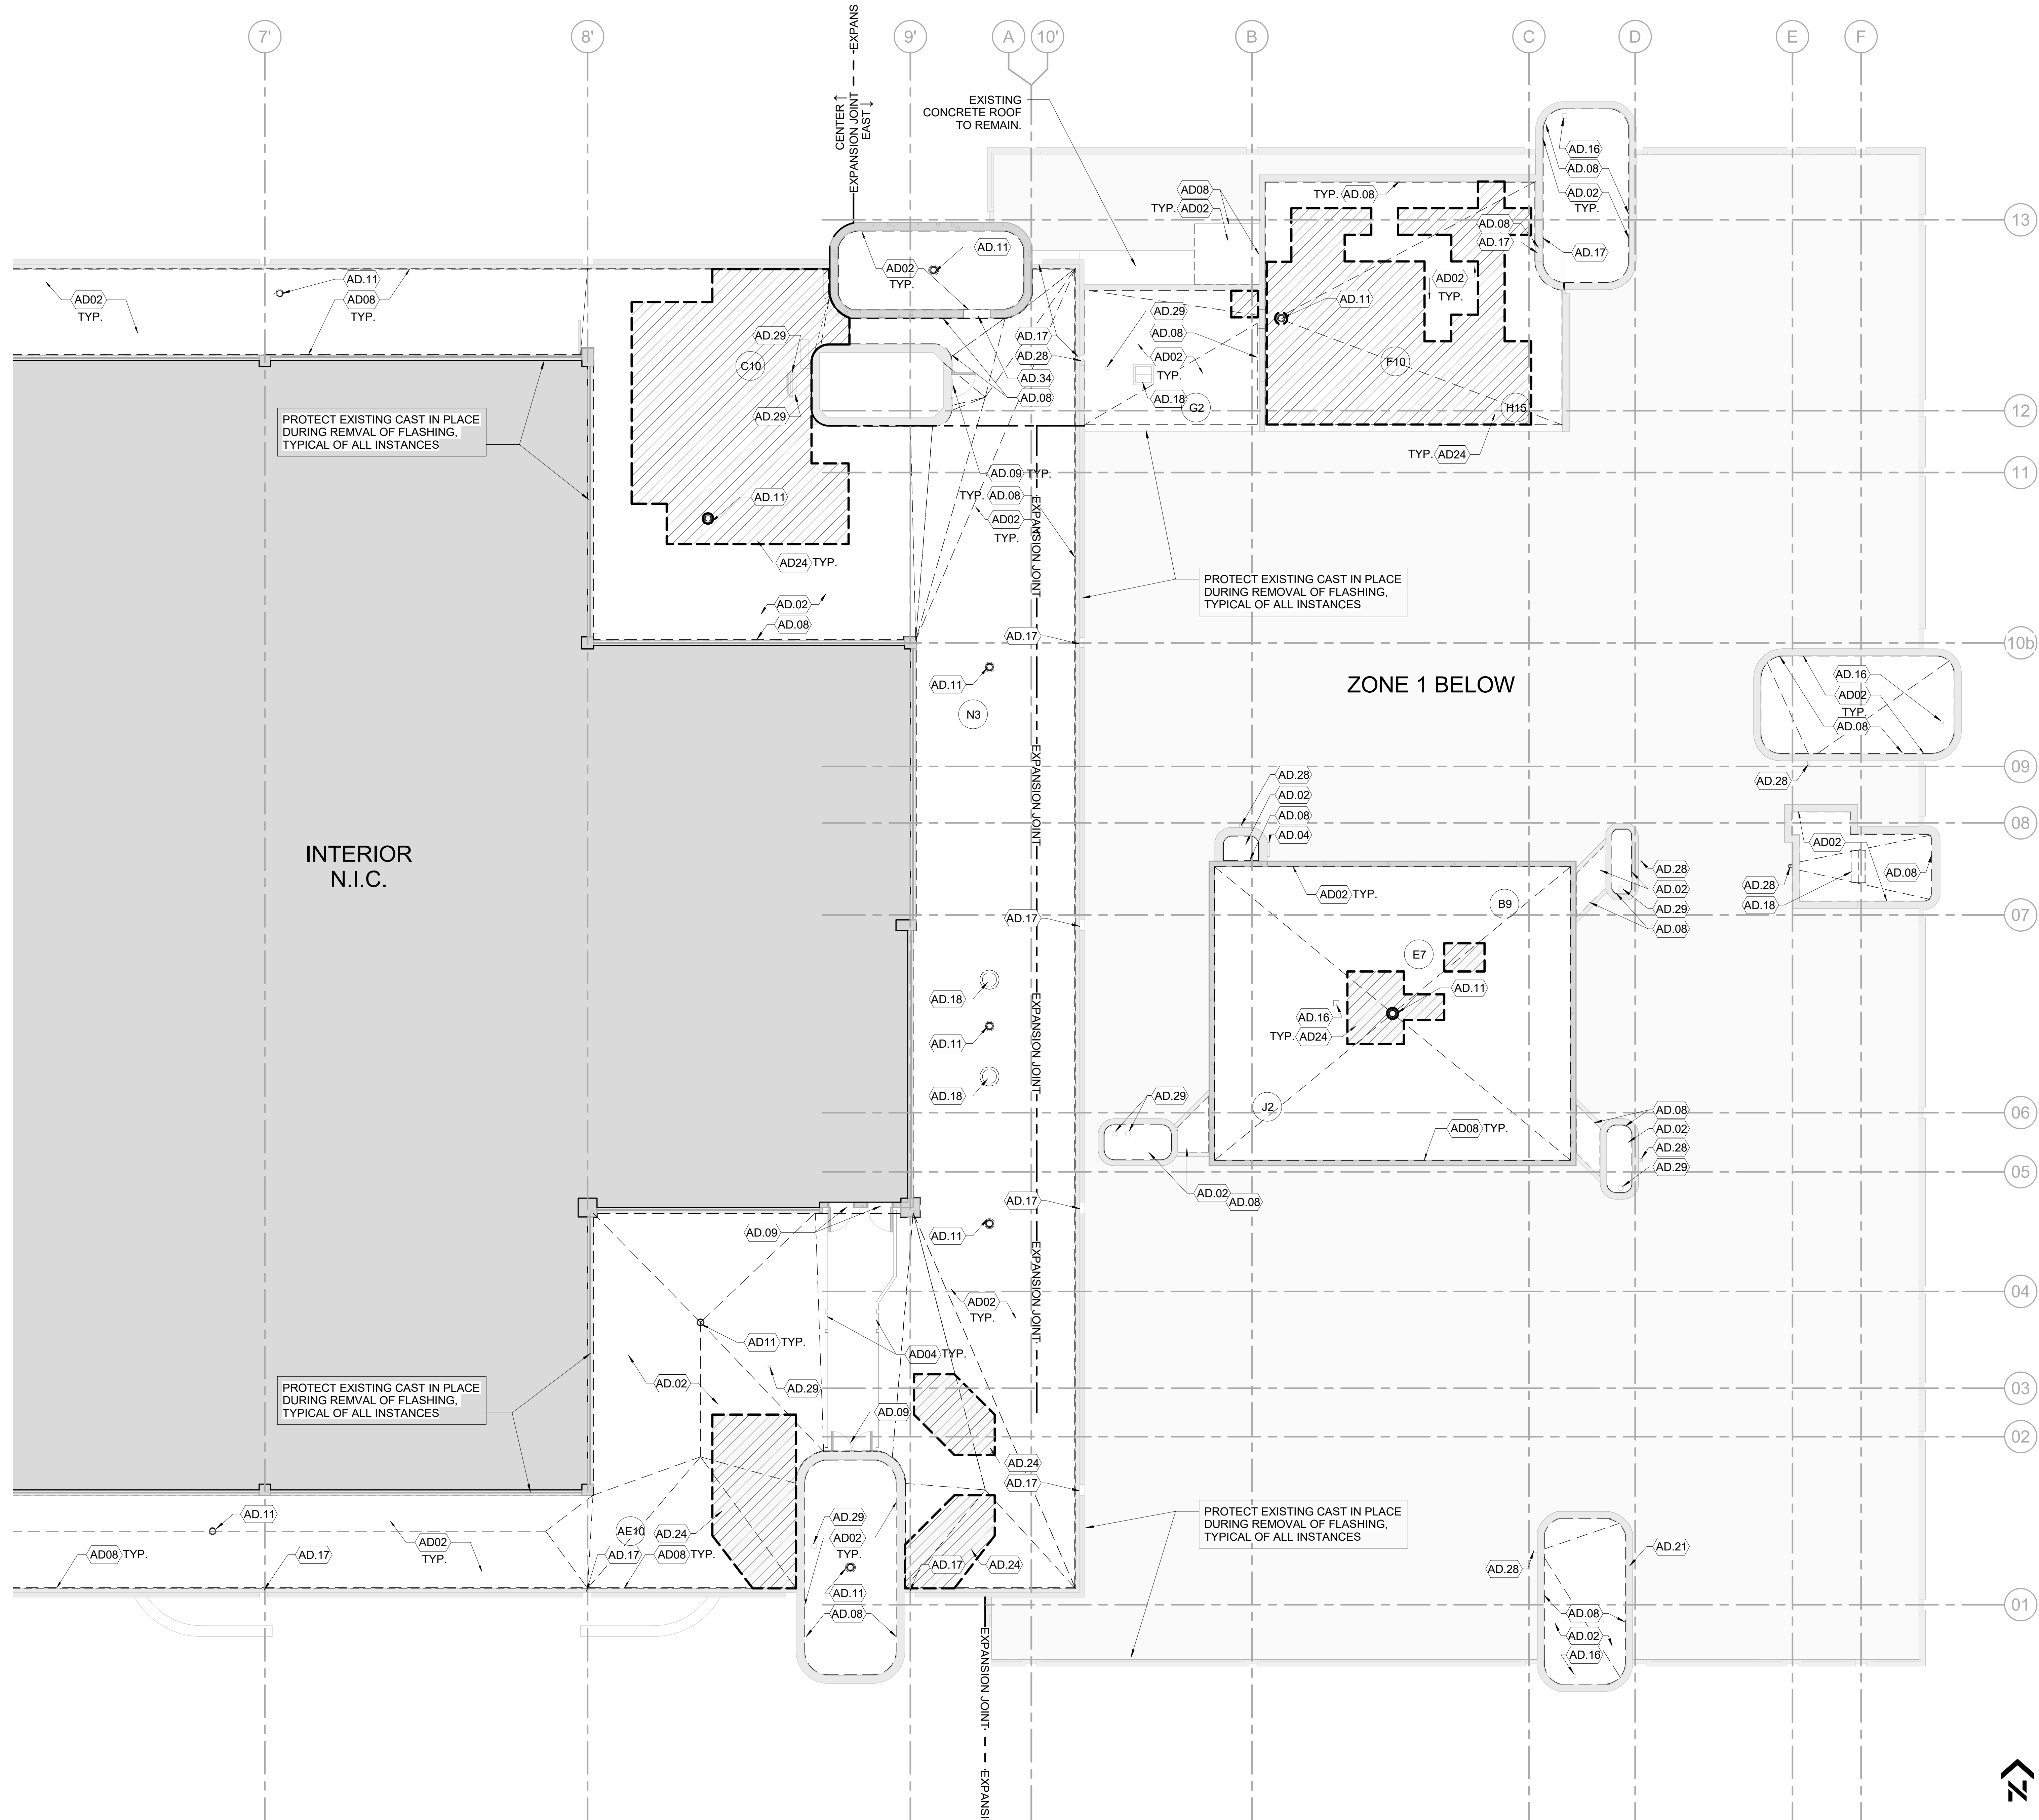 7'
8'
9'
A
10'
B
C
D
E
F
EXPANSION JOINT - EXPANS
CENTER ↑
EAST ↓
EXISTING
CONCRETE ROOF
TO REMAIN.
AD.16
AD.08
AD.02
TYP.
AD08
TYP. AD02
TYP. AD.08
AD.08
AD.17
AD.17
13
AD.11
AD02
TYP.
AD02
TYP.
AD.11
AD.11
AD08
TYP.
AD02
TYP.
AD.29
AD.08
AD02
TYP.
AD.18
G2
AD.29
C10
AD.29
AD.17
AD.28
AD.34
AD.08
F10
H15
12
PROTECT EXISTING CAST IN PLACE
DURING REMVAL OF FLASHING,
TYPICAL OF ALL INSTANCES
TYP. AD24
AD.09 TYP.
TYP. AD.08
AD02
TYP.
11
AD.11
EXPANSION JOINT
AD24 TYP.
AD.02
AD.08
PROTECT EXISTING CAST IN PLACE
DURING REMOVAL OF FLASHING,
TYPICAL OF ALL INSTANCES
AD.17
10b
AD.11
N3
ZONE 1 BELOW
AD.16
AD02
TYP.
AD.08
AD.28
EXPANSION JOINT
09
AD.28
AD.02
AD.08
AD.04
08
INTERIOR
N.I.C.
AD02
AD.08
AD.28
AD.18
AD.28
AD.02
AD.29
AD.08
AD02 TYP.
B9
AD.17
07
E7
AD.11
AD.18
AD.16
TYP. AD24
EXPANSION JOINT
AD.11
AD.18
AD.29
J2
06
AD.08
AD.02
AD.28
AD.29
AD08 TYP.
05
AD.02
AD.08
AD.17
AD.09
AD.11
EXPANSION JOINT
04
AD02
TYP.
AD11 TYP.
AD04 TYP.
AD.02
AD.29
03
PROTECT EXISTING CAST IN PLACE
DURING REMVAL OF FLASHING,
TYPICAL OF ALL INSTANCES
AD.09
02
AD.24
AD.17
AD.11
AE10
AD.24
AD.29
AD02
TYP.
PROTECT EXISTING CAST IN PLACE
DURING REMOVAL OF FLASHING,
TYPICAL OF ALL INSTANCES
AD02
TYP.
AD08 TYP.
AD.17
AD.17
AD08 TYP.
AD.17
AD.24
AD.28
AD.21
AD.11
AD.08
AD.08
AD.02
AD.16
01
EXPANSION JOINT - EXPANSI
N